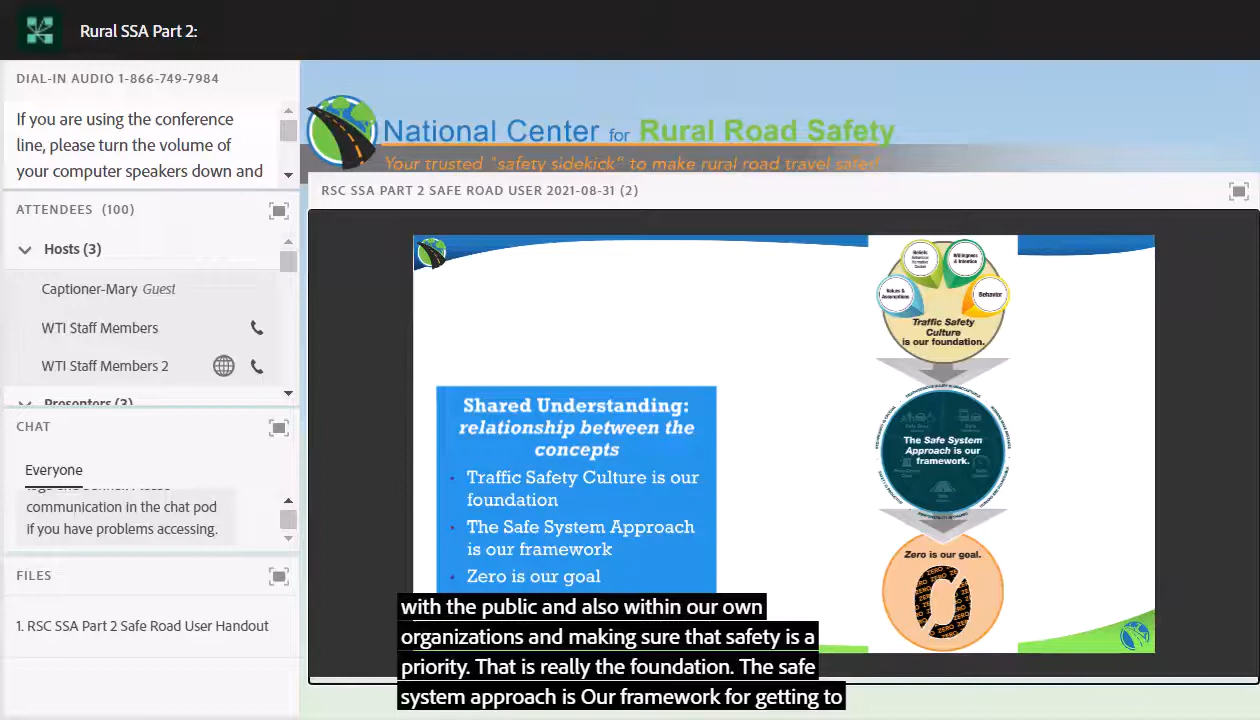 Rural SSA Part 2:
DIAL-IN AUDIO 1-866-749-7984
If you are using the conference
line, please turn the volume of
your computer speakers down and
ATTENDEES (100)
Hosts (3)
Captioner-Mary Guest
WTI Staff Members
WTI Staff Members 2
Presenters (3)
CHAT
Everyone
communication in the chat pod
if you have problems accessing.
FILES
1. RSC SSA Part 2 Safe Road User Handout
National Center for Rural Road Safety
Your trusted "safety sidekick" to make rural road travel safer!
RSC SSA PART 2 SAFE ROAD USER 2021-08-31 (2)
Shared Understanding:
relationship between the
concepts
• Traffic Safety Culture is our
foundation
• The Safe System Approach
is our framework
• Zero is our goal
Values &
Assumptions
Beliefs
Willingness
& Intention
Behavior
Traffic Safety
Culture
is our foundation.
The Safe System
Approach is our
framework.
Zero is our goal.
ZERO
with the public and also within our own
organizations and making sure that safety is a
priority. That is really the foundation. The safe
system approach is Our framework for getting to